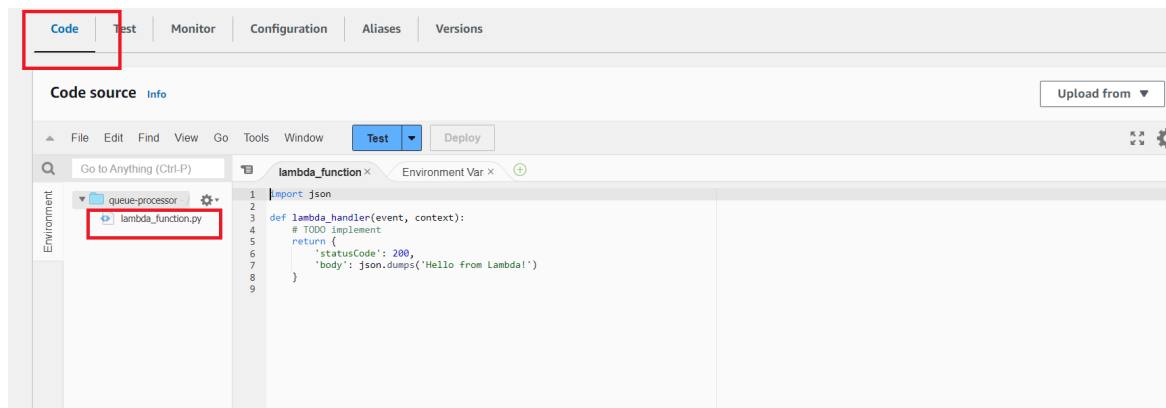 Code Test Monitor Configuration Aliases Versions
Code source Info
Upload from
File Edit Find View Go Tools Window Test Deploy
Go to Anything (Ctrl-P)
lambda_function × Environment Var ×
Environment
queue-processor
lambda_function.py
1 import json
2
3 def lambda_handler(event, context):
4 # TODO implement
5 return {
6 'statusCode': 200,
7 'body': json.dumps('Hello from Lambda!')
8 }
9